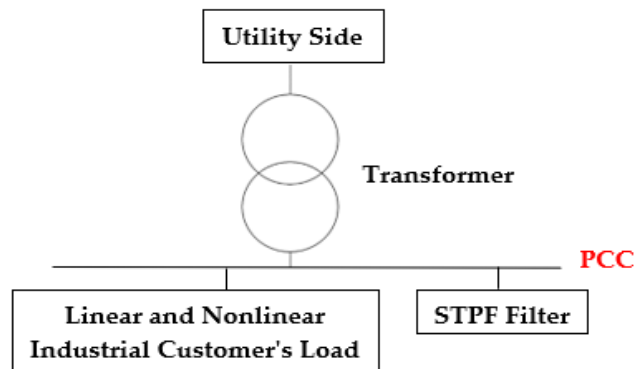 Utility Side
Transformer
PCC
Linear and Nonlinear
Industrial Customer's Load
STPF Filter